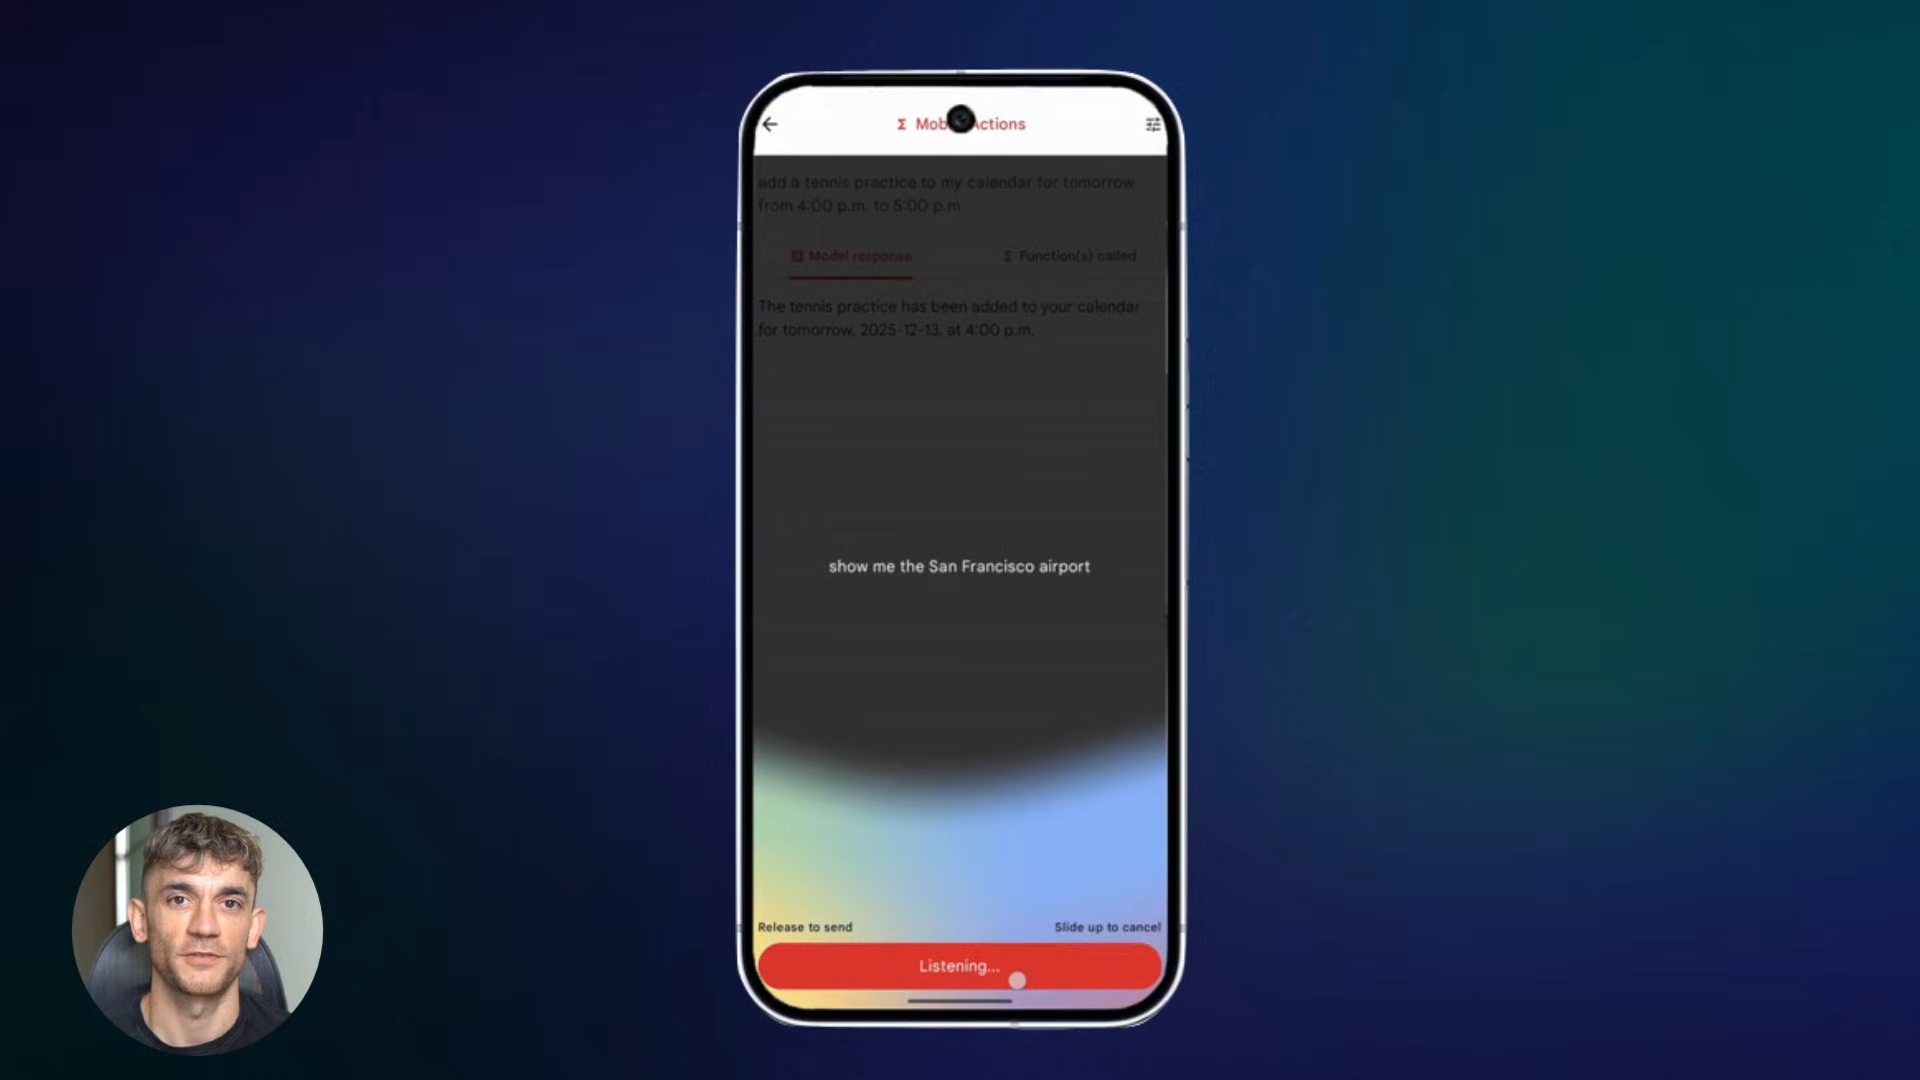 Σ Mob ctions
add a tennis practice to my calendar for tomorrow
from 4:00 p.m. to 5:00 p.m.
Model response
Σ Function(s) called
The tennis practice has been added to your calendar
for tomorrow, 2025-12-13, at 4:00 p.m.
show me the San Francisco airport
Release to send
Slide up to cancel
Listening...